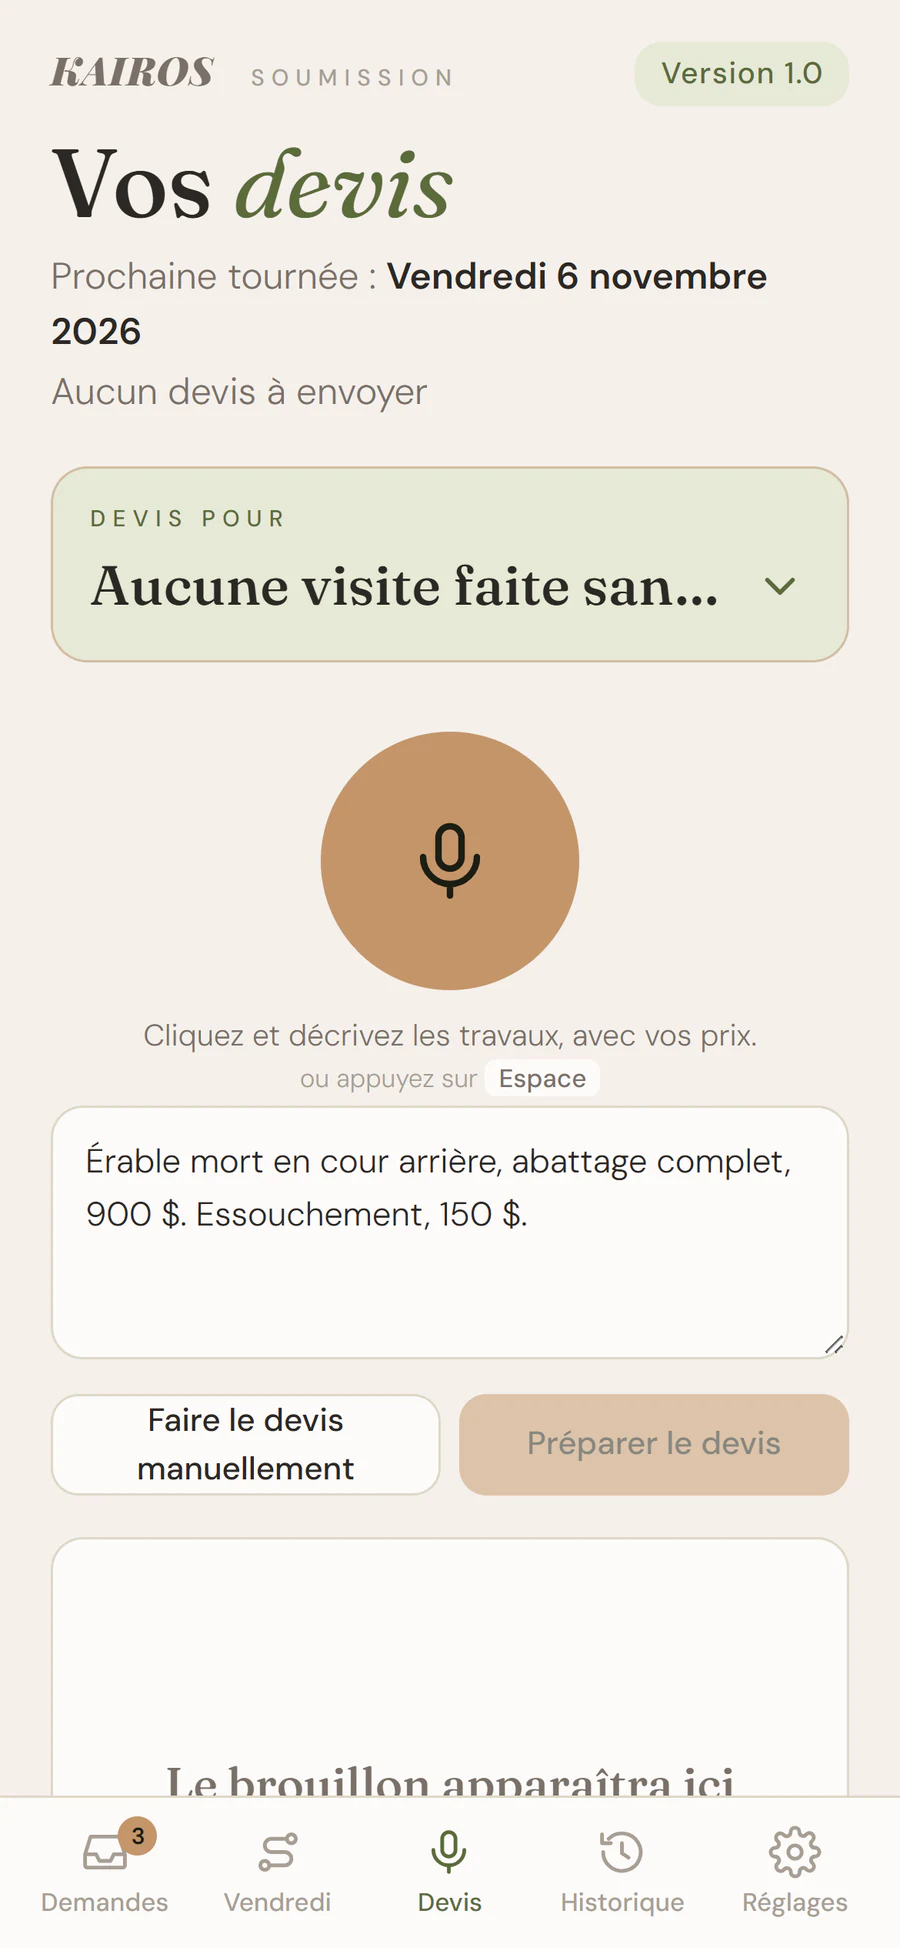 KAIROS SOUMISSION
Version 1.0
Vos devis
Prochaine tournée : Vendredi 6 novembre
2026
Aucun devis à envoyer
DEVIS POUR
Aucune visite faite san...
Cliquez et décrivez les travaux, avec vos prix.
ou appuyez sur Espace
Érable mort en cour arrière, abattage complet,
900 $. Essouchement, 150 $.
Faire le devis
manuellement
Préparer le devis
Le brouillon apparaîtra ici
3
Demandes
Vendredi
Devis
Historique
Réglages